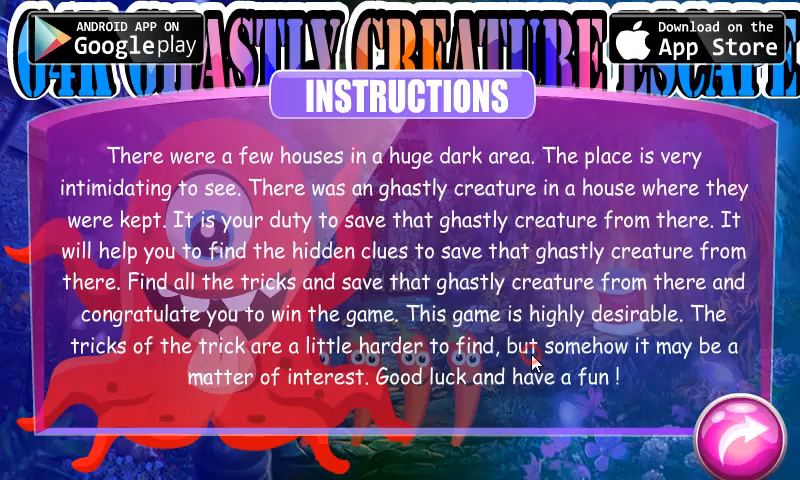 ANDROID APP ON
Google play
Download on the
App Store
G4K GHASTLY CREATURE ESCAPE
INSTRUCTIONS
There were a few houses in a huge dark area. The place is very
intimidating to see. There was an ghastly creature in a house where they
were kept. It is your duty to save that ghastly creature from there. It
will help you to find the hidden clues to save that ghastly creature from
there. Find all the tricks and save that ghastly creature from there and
congratulate you to win the game. This game is highly desirable. The
tricks of the trick are a little harder to find, but somehow it may be a
matter of interest. Good luck and have a fun !